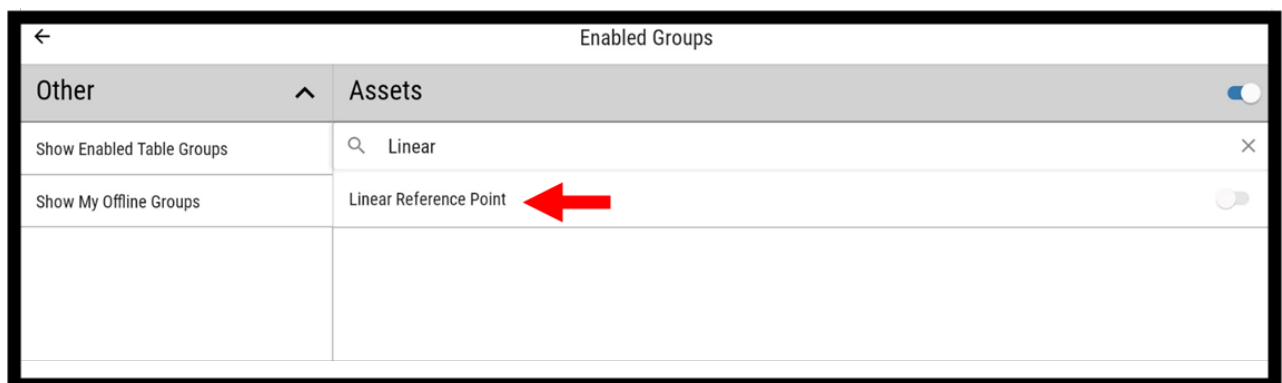 Enabled Groups
Other
Assets
Show Enabled Table Groups
Linear
Show My Offline Groups
Linear Reference Point